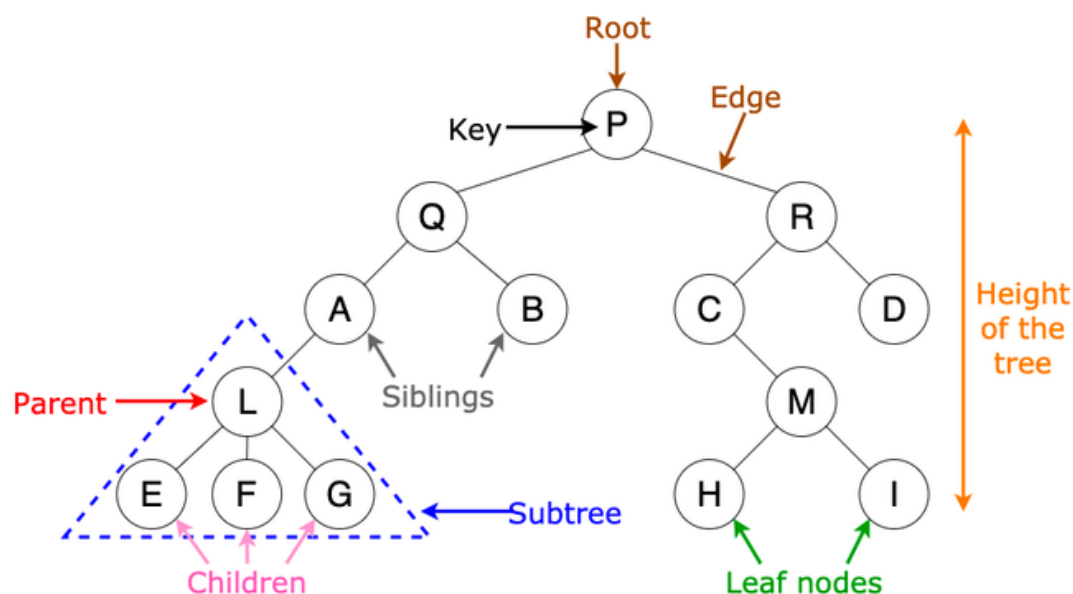 Root
Edge
Key
P
Q
R
A
B
C
D
Height
of the
tree
Siblings
Parent
L
M
E
F
G
H
I
Subtree
Children
Leaf nodes